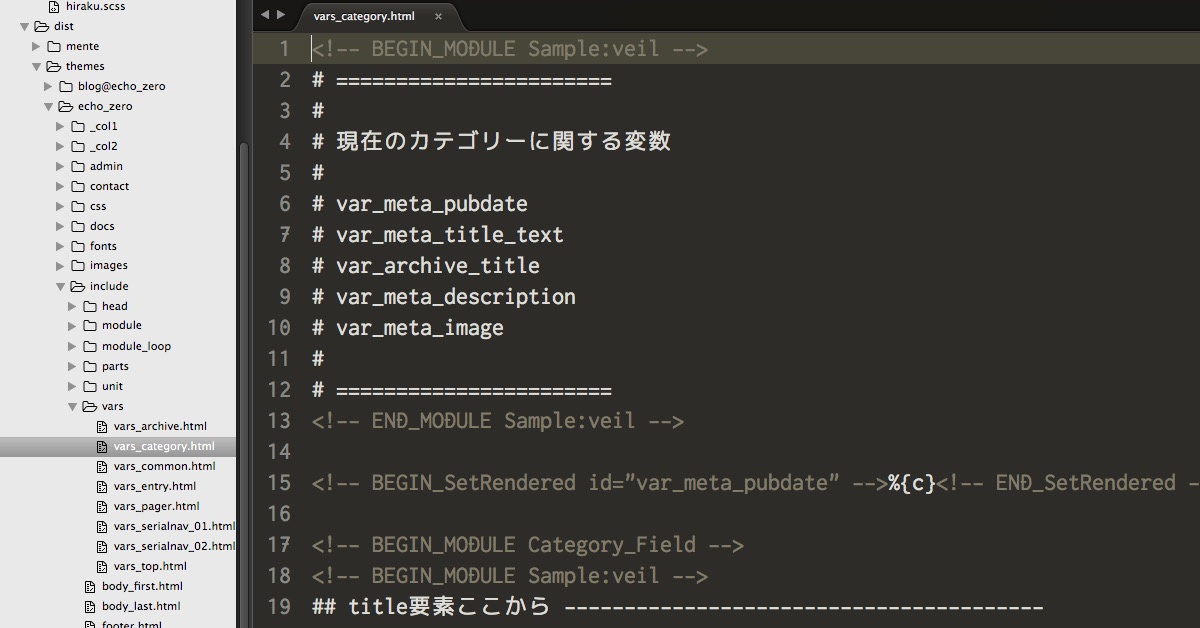 hiraku.scss
dist
mente
themes
blog@echo_zero
echo_zero
_col1
_col2
admin
contact
css
docs
fonts
images
include
head
module
module_loop
parts
unit
vars
vars_archive.html
vars_category.html
vars_common.html
vars_entry.html
vars_pager.html
vars_serialnav_01.html
vars_serialnav_02.html
vars_top.html
body_first.html
body_last.html
footer.html
vars_category.html ×
1 <!-- BEGIN_MODULE Sample:veil -->
2 # =======================
3 #
4 # 現在のカテゴリーに関する変数
5 #
6 # var_meta_pubdate
7 # var_meta_title_text
8 # var_archive_title
9 # var_meta_description
10 # var_meta_image
11 #
12 # =======================
13 <!-- END_MODULE Sample:veil -->
14
15 <!-- BEGIN_SetRendered id="var_meta_pubdate" -->%{c}<!-- END_SetRendered -
16
17 <!-- BEGIN_MODULE Category_Field -->
18 <!-- BEGIN_MODULE Sample:veil -->
19 ## title要素ここから ----------------------------------------